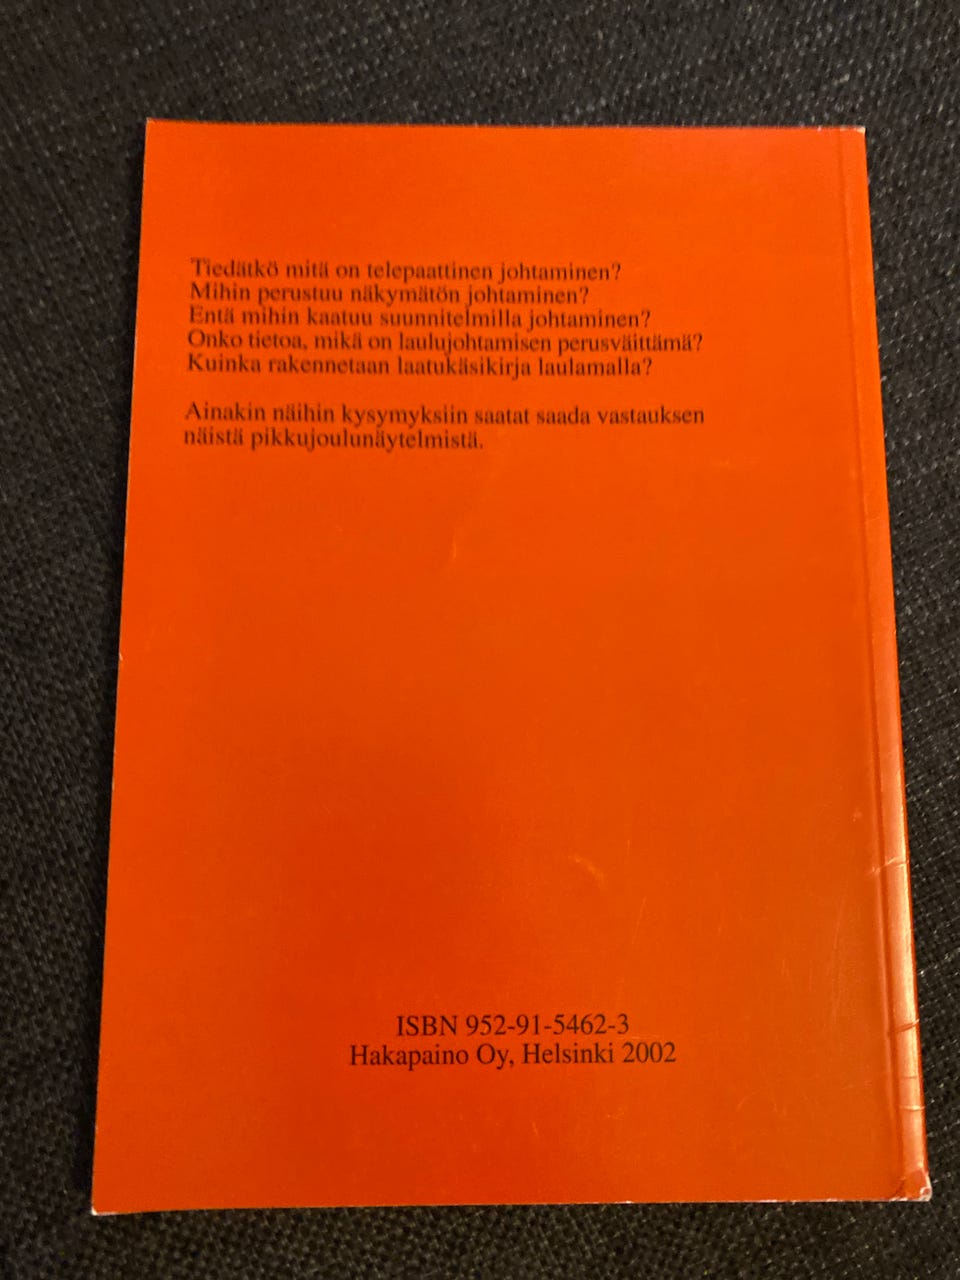 Tiedätkö mitä on telepaattinen johtaminen?
Mihin perustuu näkymätön johtaminen?
Entä mihin kaatuu suunnitelmilla johtaminen?
Onko tietoa, mikä on laulujohtamisen perusväittämä?
Kuinka rakennetaan laatukäsikirja laulamalla?
Ainakin näihin kysymyksiin saatat saada vastauksen
näistä pikkujoulunäytelmistä.
ISBN 952-91-5462-3
Hakapaino Oy, Helsinki 2002